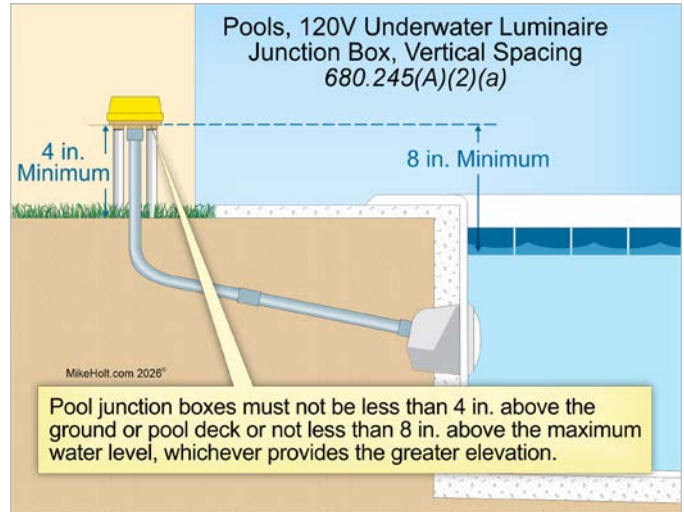 Pools, 120V Underwater Luminaire
Junction Box, Vertical Spacing
680.245(A)(2)(a)
4 in.
Minimum
8 in. Minimum
MikeHolt.com 2026©
Pool junction boxes must not be less than 4 in. above the
ground or pool deck or not less than 8 in. above the maximum
water level, whichever provides the greater elevation.